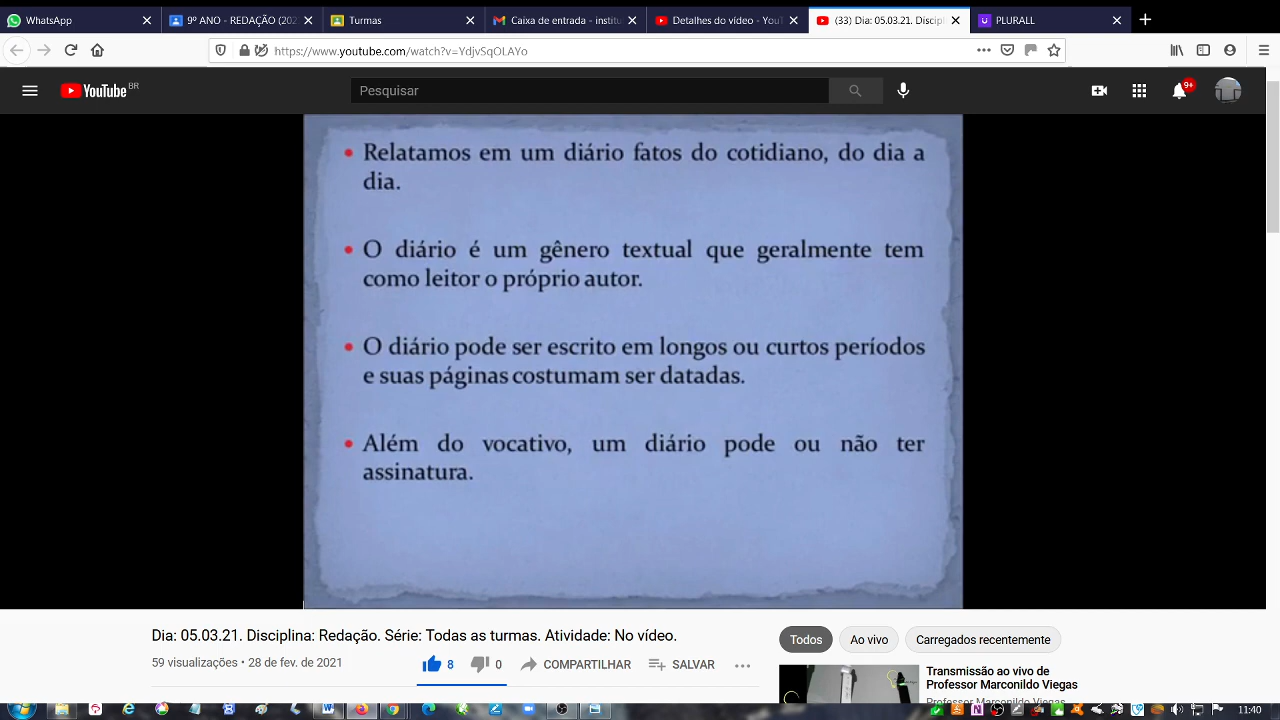 WhatsApp
9º ANO - REDAÇÃO (202
Turmas
Caixa de entrada - institu
Detalhes do vídeo - YouT
(33) Dia: 05.03.21. Discipl
PLURALL
https://www.youtube.com/watch?v=YdjvSqOLAYo
YouTube BR
Pesquisar
9+
• Relatamos em um diário fatos do cotidiano, do dia a
dia.
• O diário é um gênero textual que geralmente tem
como leitor o próprio autor.
• O diário pode ser escrito em longos ou curtos períodos
e suas páginas costumam ser datadas.
• Além do vocativo, um diário pode ou não ter
assinatura.
Dia: 05.03.21. Disciplina: Redação. Série: Todas as turmas. Atividade: No vídeo.
59 visualizações • 28 de fev. de 2021
8
0
COMPARTILHAR
SALVAR
Todos
Ao vivo
Carregados recentemente
Transmissão ao vivo de
Professor Marconildo Viegas
Professor Marconildo Viegas
11:40